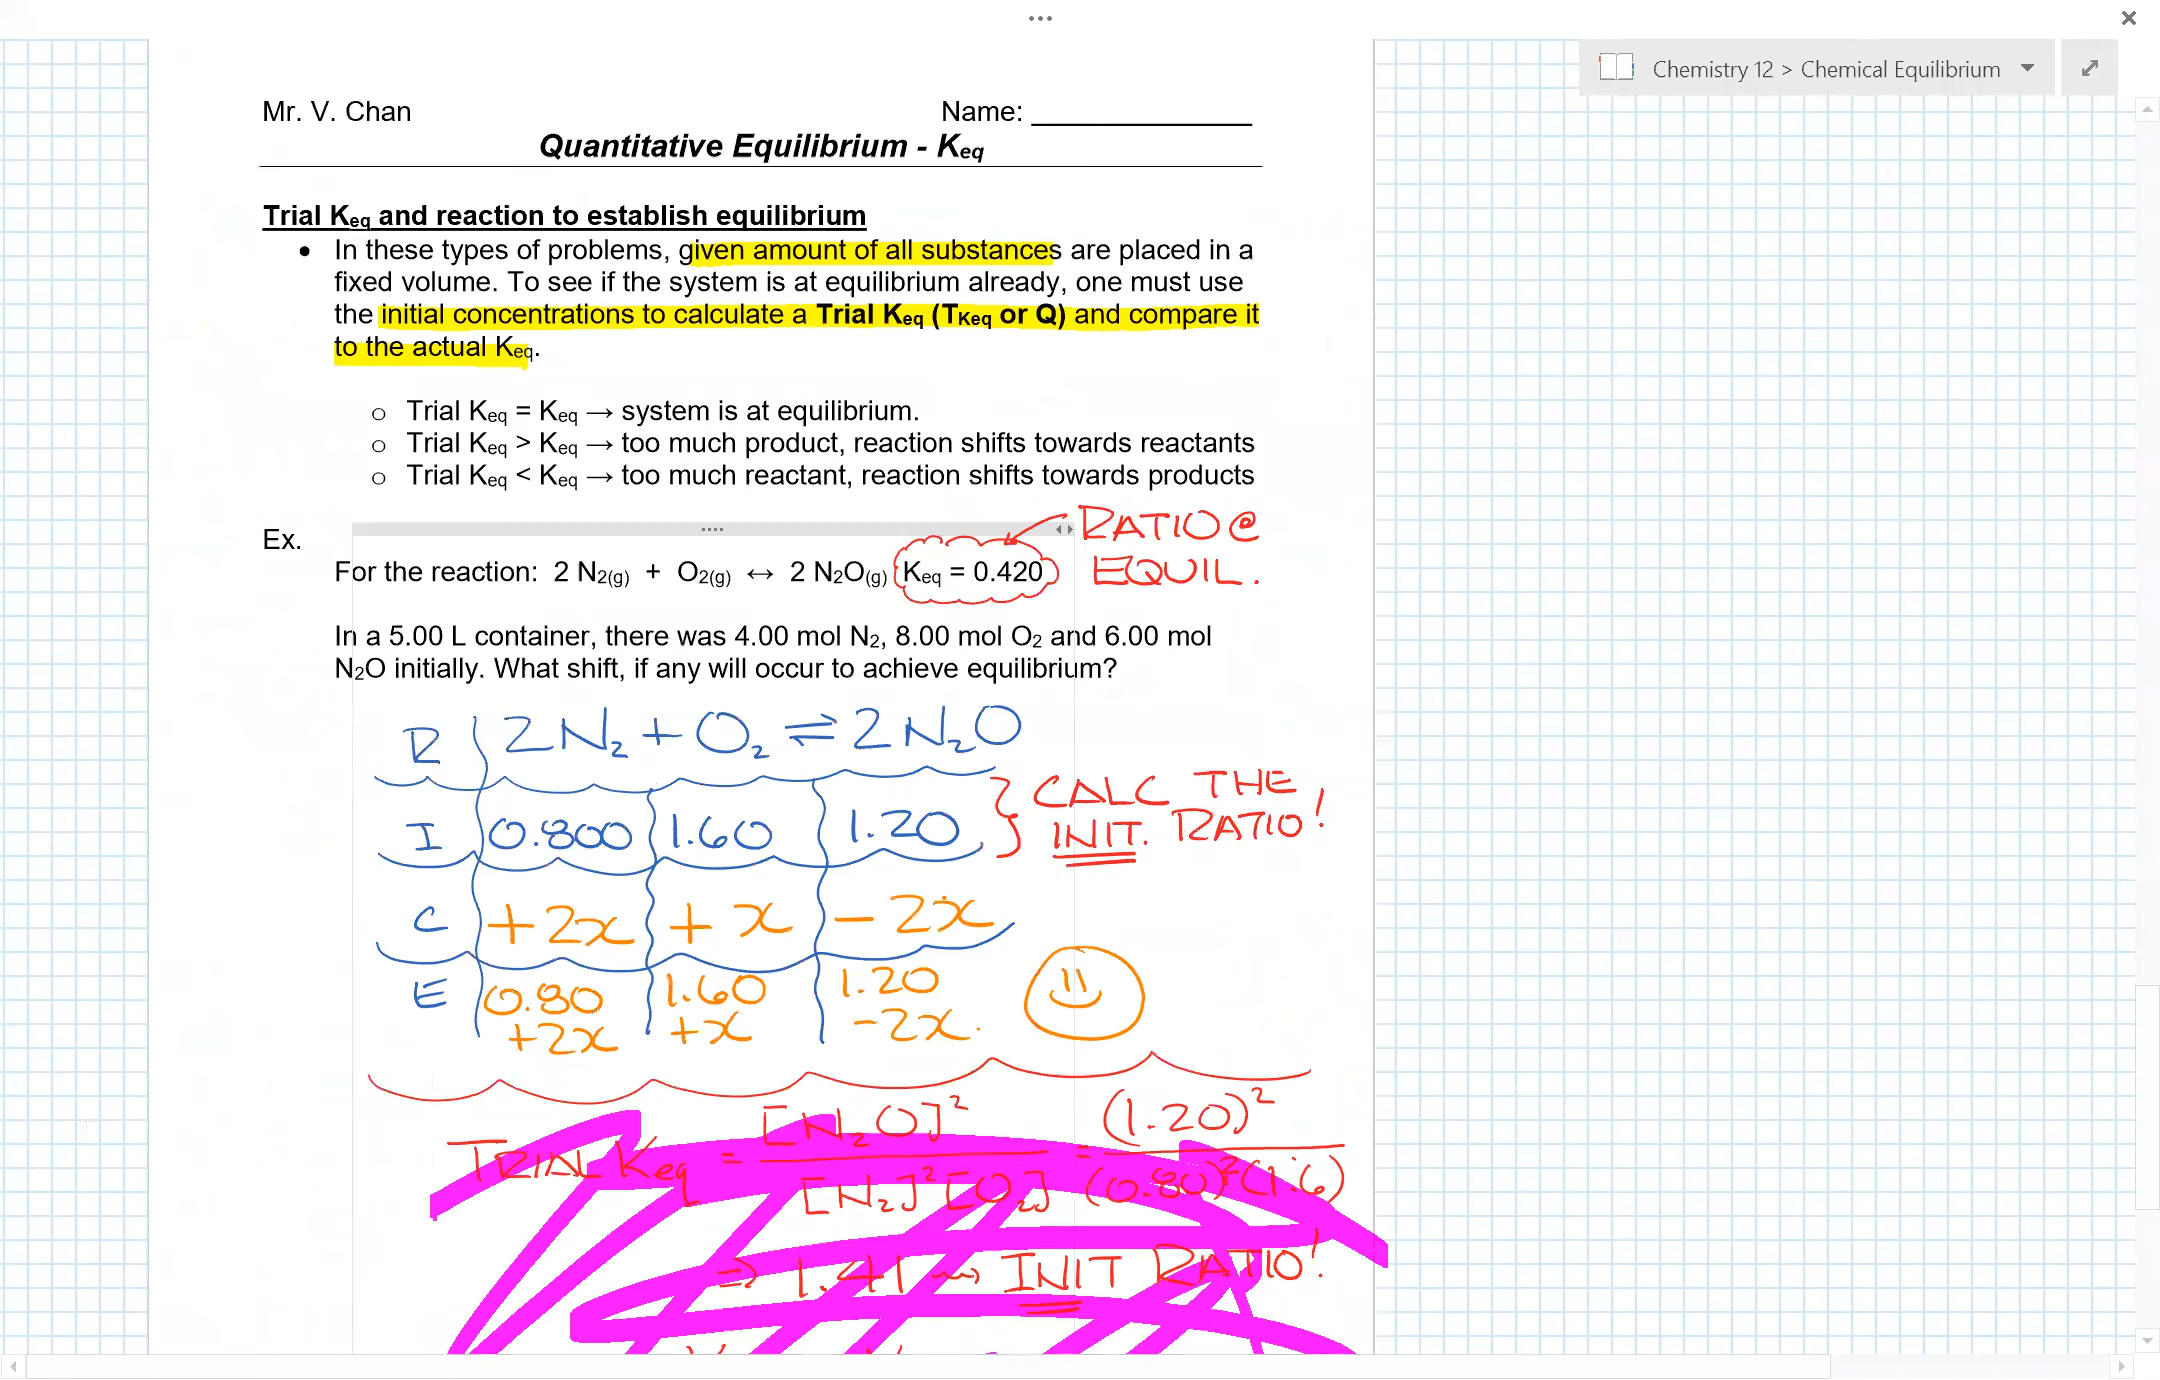 Chemistry 12 > Chemical Equilibrium
Mr. V. Chan Name: ______________
Quantitative Equilibrium - Keq
Trial Keq and reaction to establish equilibrium
• In these types of problems, given amount of all substances are placed in a
fixed volume. To see if the system is at equilibrium already, one must use
the initial concentrations to calculate a Trial Keq (TKeq or Q) and compare it
to the actual Keq.
o Trial Keq = Keq → system is at equilibrium.
o Trial Keq > Keq → too much product, reaction shifts towards reactants
o Trial Keq < Keq → too much reactant, reaction shifts towards products
RATIO @
EQUIL.
Ex.
For the reaction: 2 N2(g) + O2(g) ↔ 2 N2O(g) Keq = 0.420
In a 5.00 L container, there was 4.00 mol N2, 8.00 mol O2 and 6.00 mol
N2O initially. What shift, if any will occur to achieve equilibrium?
R 2N2 + O2 ⇌ 2N2O
I 0.800 1.60 1.20
} CALC THE
INIT. RATIO!
C +2x +x -2x
E 0.80 1.60 1.20
+2x +x -2x
TRIAL Keq = [N2O]² / [N2]²[O2] = (1.20)² / (0.80)²(1.6)
⇒ 1.41 ⇝ INIT RATIO!